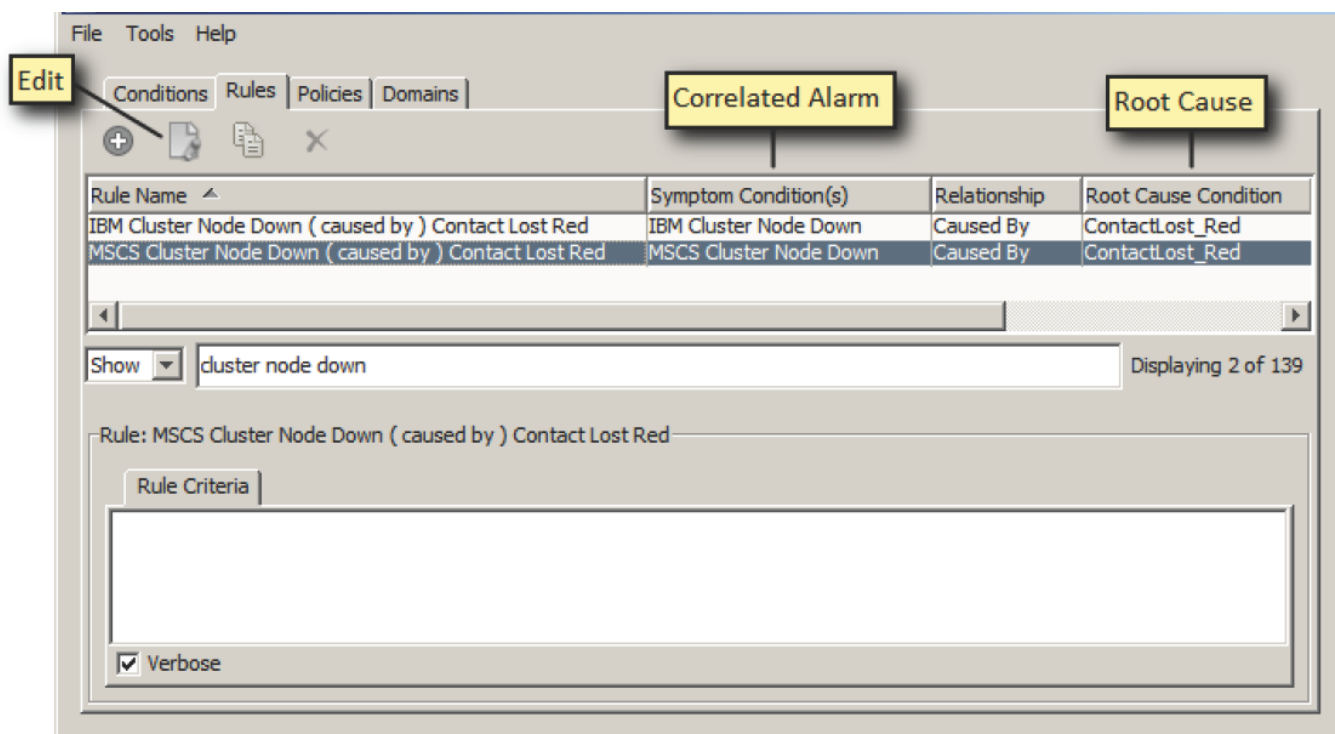 File Tools Help
Edit
Conditions Rules Policies Domains
Correlated Alarm
Root Cause
Rule Name Symptom Condition(s) Relationship Root Cause Condition
IBM Cluster Node Down ( caused by ) Contact Lost Red IBM Cluster Node Down Caused By ContactLost_Red
MSCS Cluster Node Down ( caused by ) Contact Lost Red MSCS Cluster Node Down Caused By ContactLost_Red
Show cluster node down Displaying 2 of 139
Rule: MSCS Cluster Node Down ( caused by ) Contact Lost Red
Rule Criteria
Verbose